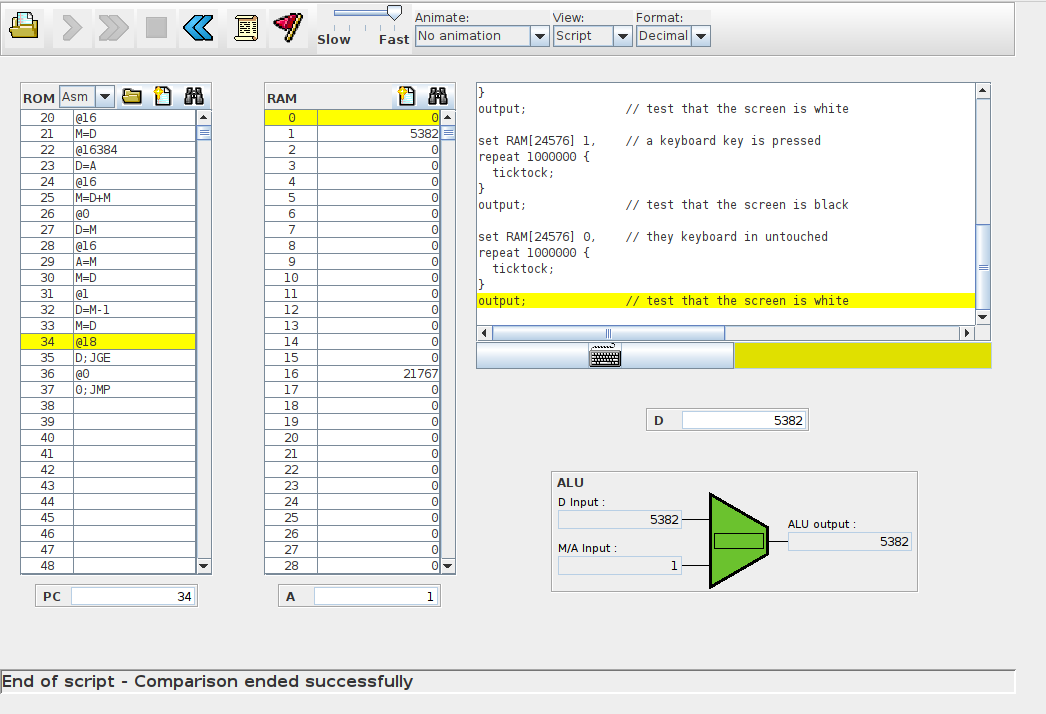 Slow Fast
Animate:
No animation
View:
Script
Format:
Decimal
ROM Asm
20 @16
21 M=D
22 @16384
23 D=A
24 @16
25 M=D+M
26 @0
27 D=M
28 @16
29 A=M
30 M=D
31 @1
32 D=M-1
33 M=D
34 @18
35 D;JGE
36 @0
37 0;JMP
38
39
40
41
42
43
44
45
46
47
48
PC 34
RAM
0 0
1 5382
2 0
3 0
4 0
5 0
6 0
7 0
8 0
9 0
10 0
11 0
12 0
13 0
14 0
15 0
16 21767
17 0
18 0
19 0
20 0
21 0
22 0
23 0
24 0
25 0
26 0
27 0
28 0
A 1
}
output; // test that the screen is white
set RAM[24576] 1, // a keyboard key is pressed
repeat 1000000 {
ticktock;
}
output; // test that the screen is black
set RAM[24576] 0, // they keyboard in untouched
repeat 1000000 {
ticktock;
}
output; // test that the screen is white
D 5382
ALU
D Input :
5382
M/A Input :
1
ALU output :
5382
End of script - Comparison ended successfully